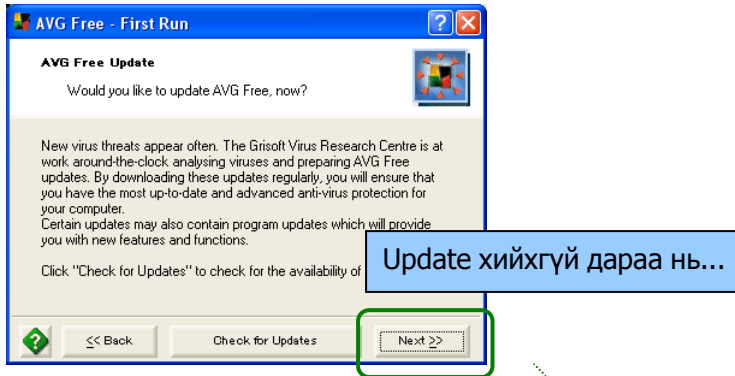 AVG Free - First Run
AVG Free Update
Would you like to update AVG Free, now?
New virus threats appear often. The Grisoft Virus Research Centre is at
work around-the-clock analysing viruses and preparing AVG Free
updates. By downloading these updates regularly, you will ensure that
you have the most up-to-date and advanced anti-virus protection for
your computer.
Certain updates may also contain program updates which will provide
you with new features and functions.
Click "Check for Updates" to check for the availability of
Update хийхгүй дараа нь...
<< Back
Check for Updates
Next >>